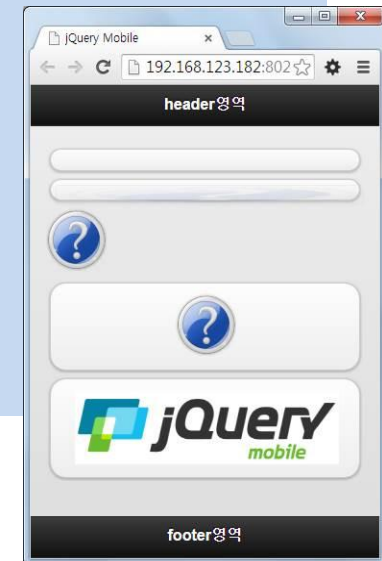 jQuery Mobile
192.168.123.182:802
header영역
?
?
jQuery
mobile
footer영역